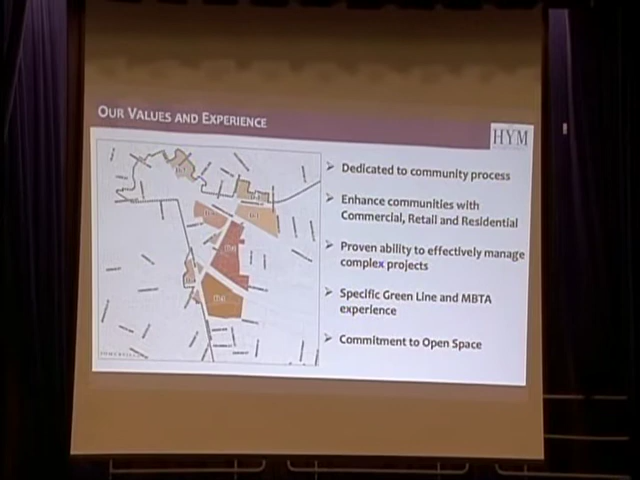 OUR VALUES AND EXPERIENCE
HYM
Dedicated to community process
Enhance communities with
Commercial, Retail and Residential
Proven ability to effectively manage
complex projects
Specific Green Line and MBTA
experience
Commitment to Open Space